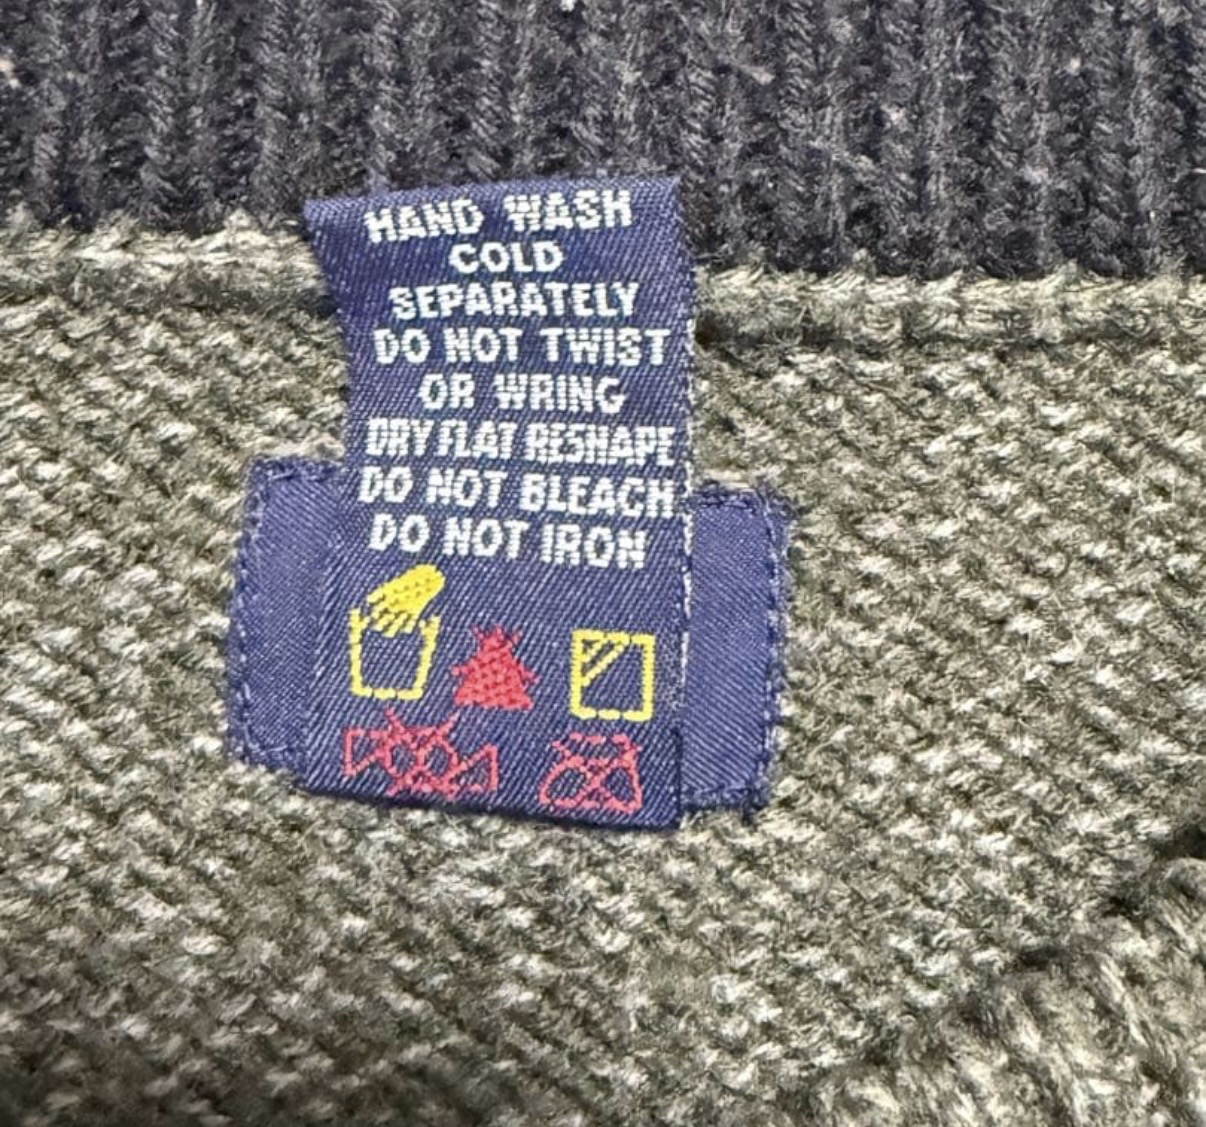 HAND WASH
COLD
SEPARATELY
DO NOT TWIST
OR WRING
DRY FLAT RESHAPE
DO NOT BLEACH
DO NOT IRON